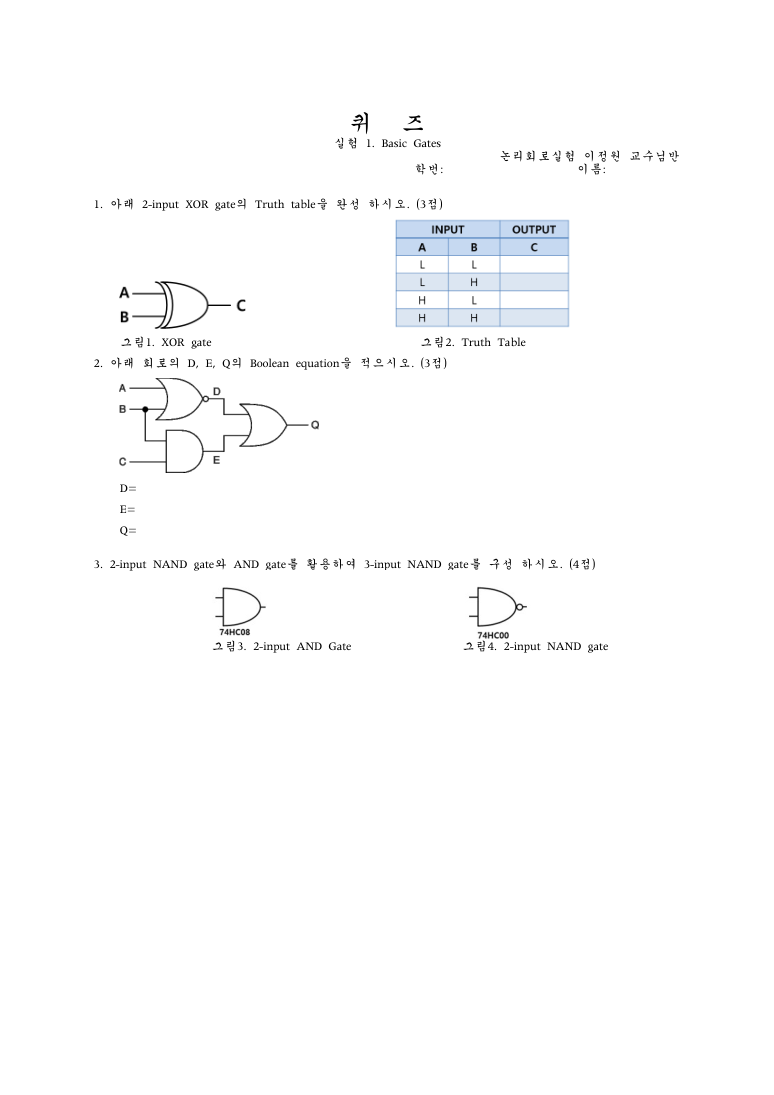 퀴 즈
실험 1. Basic Gates
논리회로실험 이정원 교수님반
학번: 이름:
1. 아래 2-input XOR gate의 Truth table을 완성 하시오. (3점)
INPUT OUTPUT
A B C
L L
L H
H L
H H
A
B
C
그림1. XOR gate 그림2. Truth Table
2. 아래 회로의 D, E, Q의 Boolean equation을 적으시오. (3점)
A
B
C
D
E
Q
D=
E=
Q=
3. 2-input NAND gate와 AND gate를 활용하여 3-input NAND gate를 구성 하시오. (4점)
74HC08 74HC00
그림3. 2-input AND Gate 그림4. 2-input NAND gate